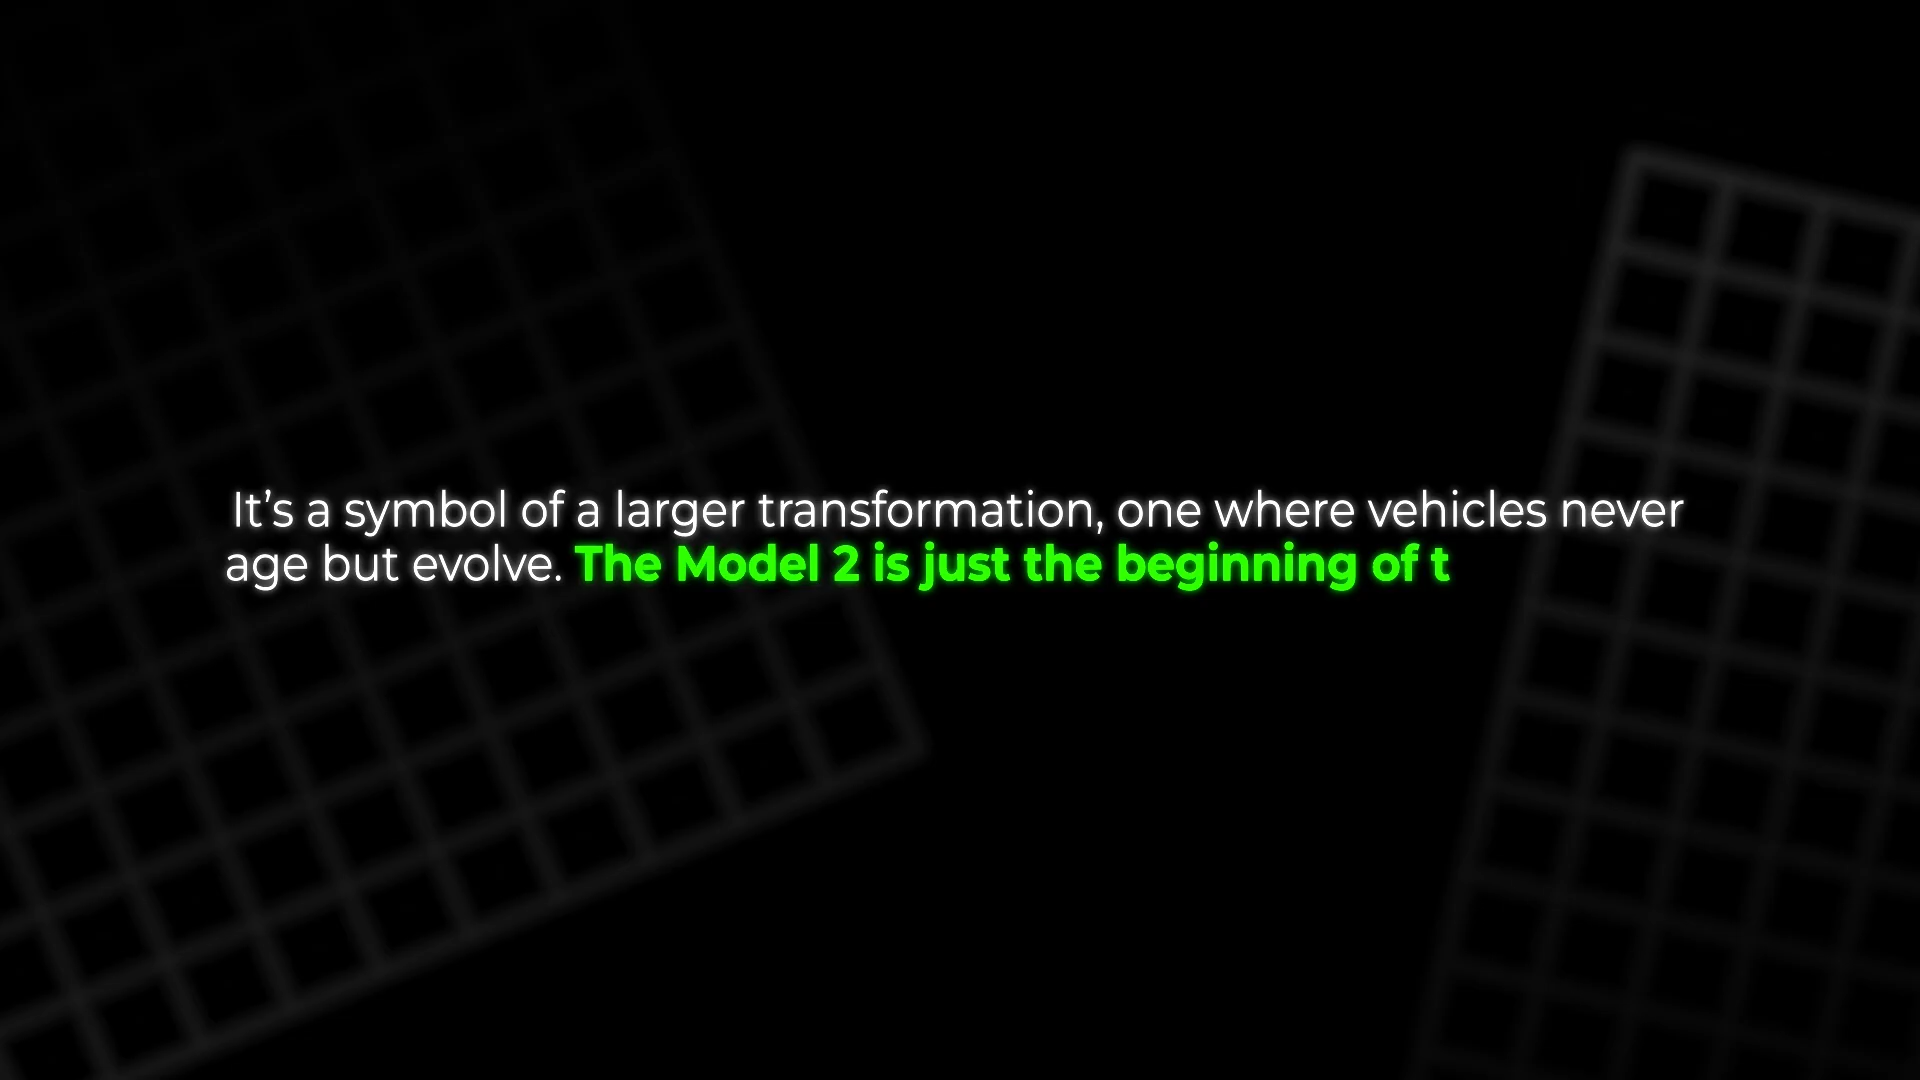 It’s a symbol of a larger transformation, one where vehicles never
age but evolve. The Model 2 is just the beginning of t